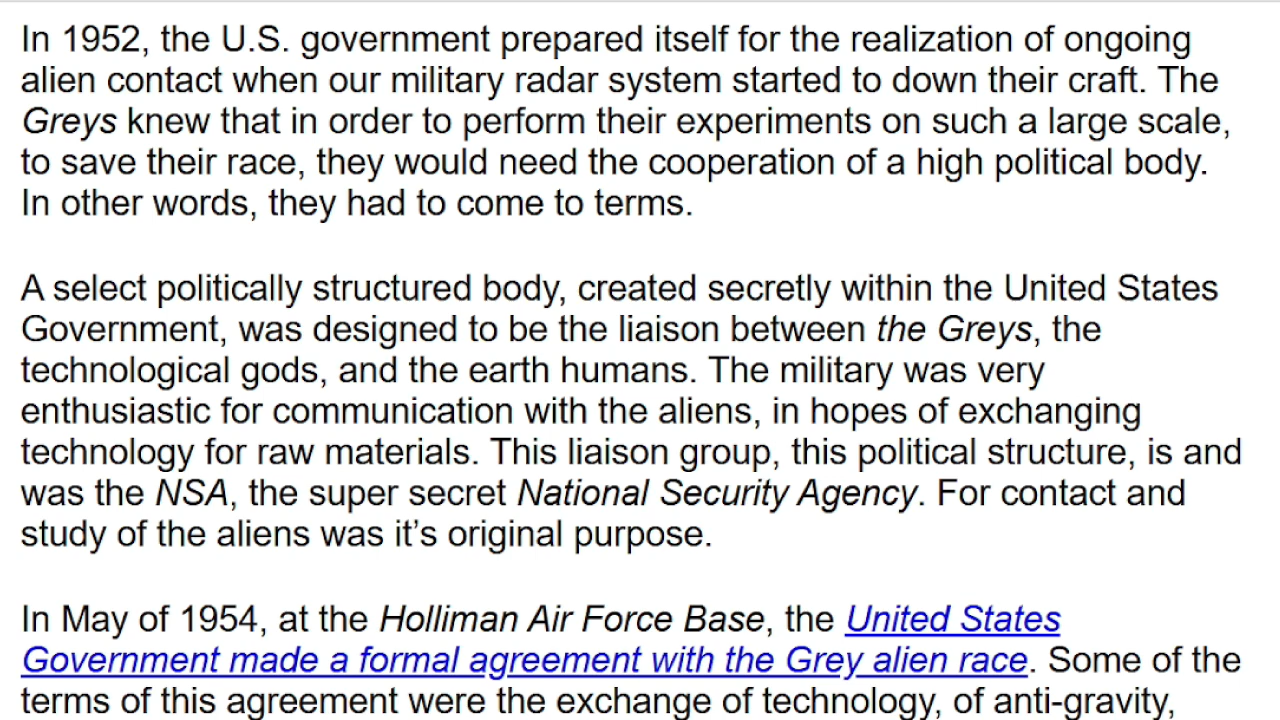 In 1952, the U.S. government prepared itself for the realization of ongoing
alien contact when our military radar system started to down their craft. The
Greys knew that in order to perform their experiments on such a large scale,
to save their race, they would need the cooperation of a high political body.
In other words, they had to come to terms.
A select politically structured body, created secretly within the United States
Government, was designed to be the liaison between the Greys, the
technological gods, and the earth humans. The military was very
enthusiastic for communication with the aliens, in hopes of exchanging
technology for raw materials. This liaison group, this political structure, is and
was the NSA, the super secret National Security Agency. For contact and
study of the aliens was it’s original purpose.
In May of 1954, at the Holliman Air Force Base, the United States
Government made a formal agreement with the Grey alien race. Some of the
terms of this agreement were the exchange of technology, of anti-gravity,